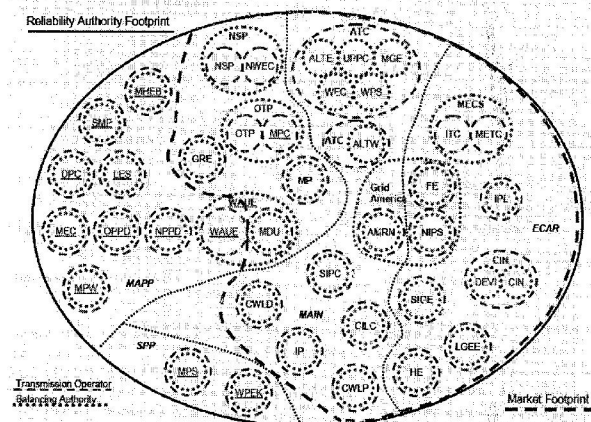 Reliability Authority Footprint
NSP
ATC
NSP NWEC
ALTE UPPC MGE
MHEB
WEC WPS
MECS
OTP
SMP
OTP MPC
ATC ALTW
ITC METC
GRE
DPC LES
MP
Grid
America
FE
IPL
WAUE
MEC OPPD NPPD
WAUE MDU
AMRN NIPS
ECAR
SIPC
CIN
MPW
MAPP
DEVI CIN
CWLD
SIGE
MAIN
CILC
SPP
IP
LGEE
MPS
HE
WPEK
CWLP
Transmission Operator
Balancing Authority
Market Footprint